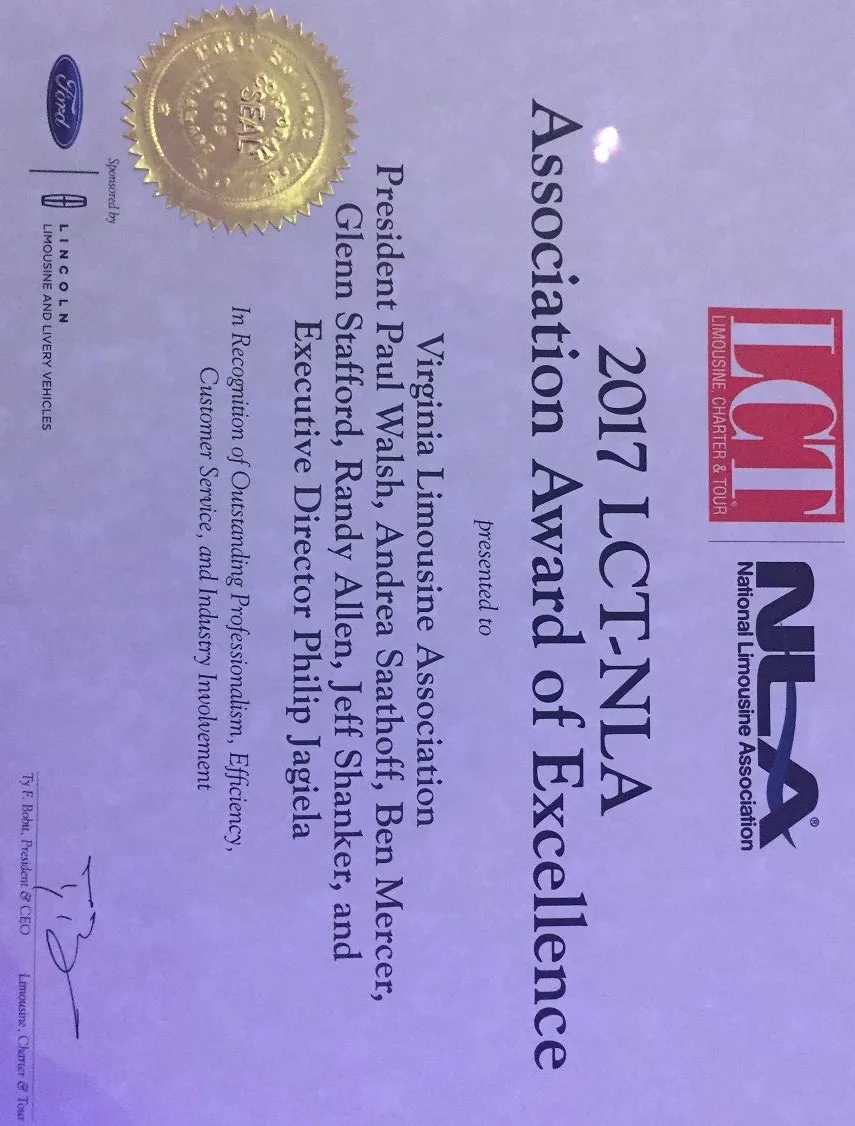 LCT
LIMOUSINE CHARTER & TOUR
NLA®
National Limousine Association
2017 LCT-NLA
Association Award of Excellence
presented to
Virginia Limousine Association
President Paul Walsh, Andrea Saathoff, Ben Mercer,
Glenn Stafford, Randy Allen, Jeff Shanker, and
Executive Director Philip Jagiela
In Recognition of Outstanding Professionalism, Efficiency,
Customer Service, and Industry Involvement
SEAL
Sponsored by
Ford
LINCOLN
LIMOUSINE AND LIVERY VEHICLES
Ty F. Bobit, President & CEO
Limousine, Charter & Tour